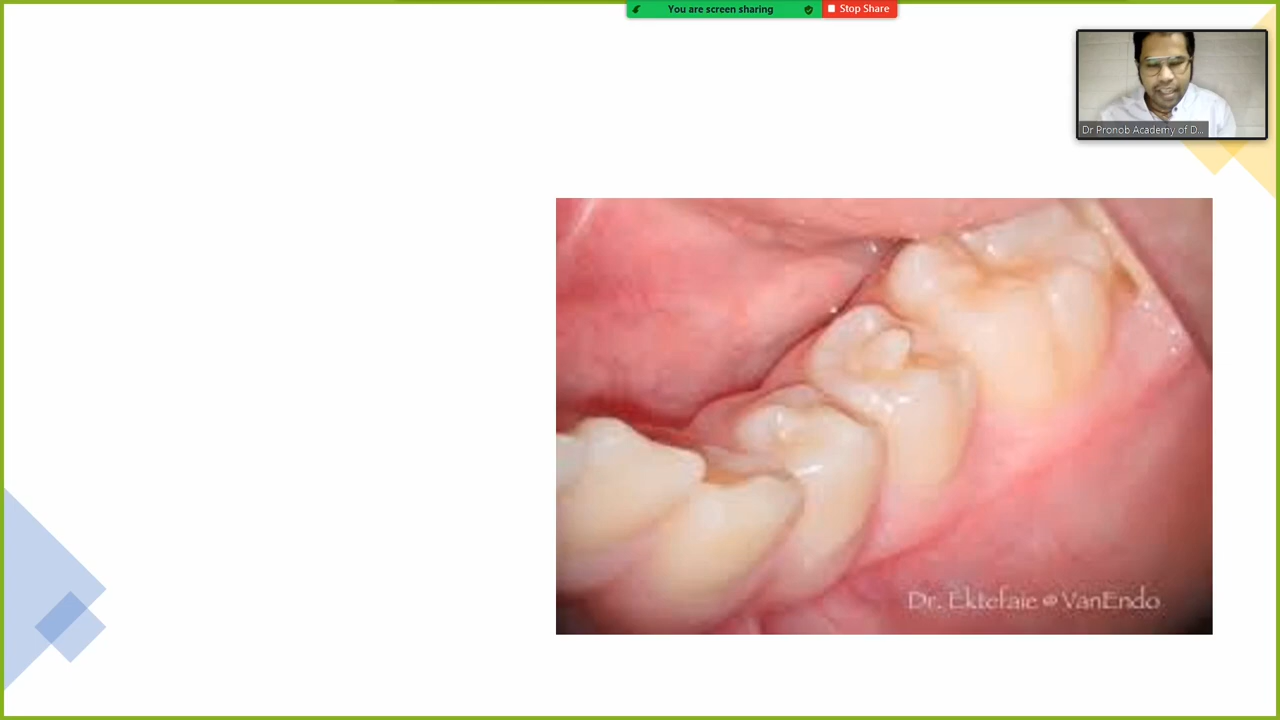 You are screen sharing
Stop Share
Dr Pronob Academy of D...
Dr. Ektefaie @ VanEndo